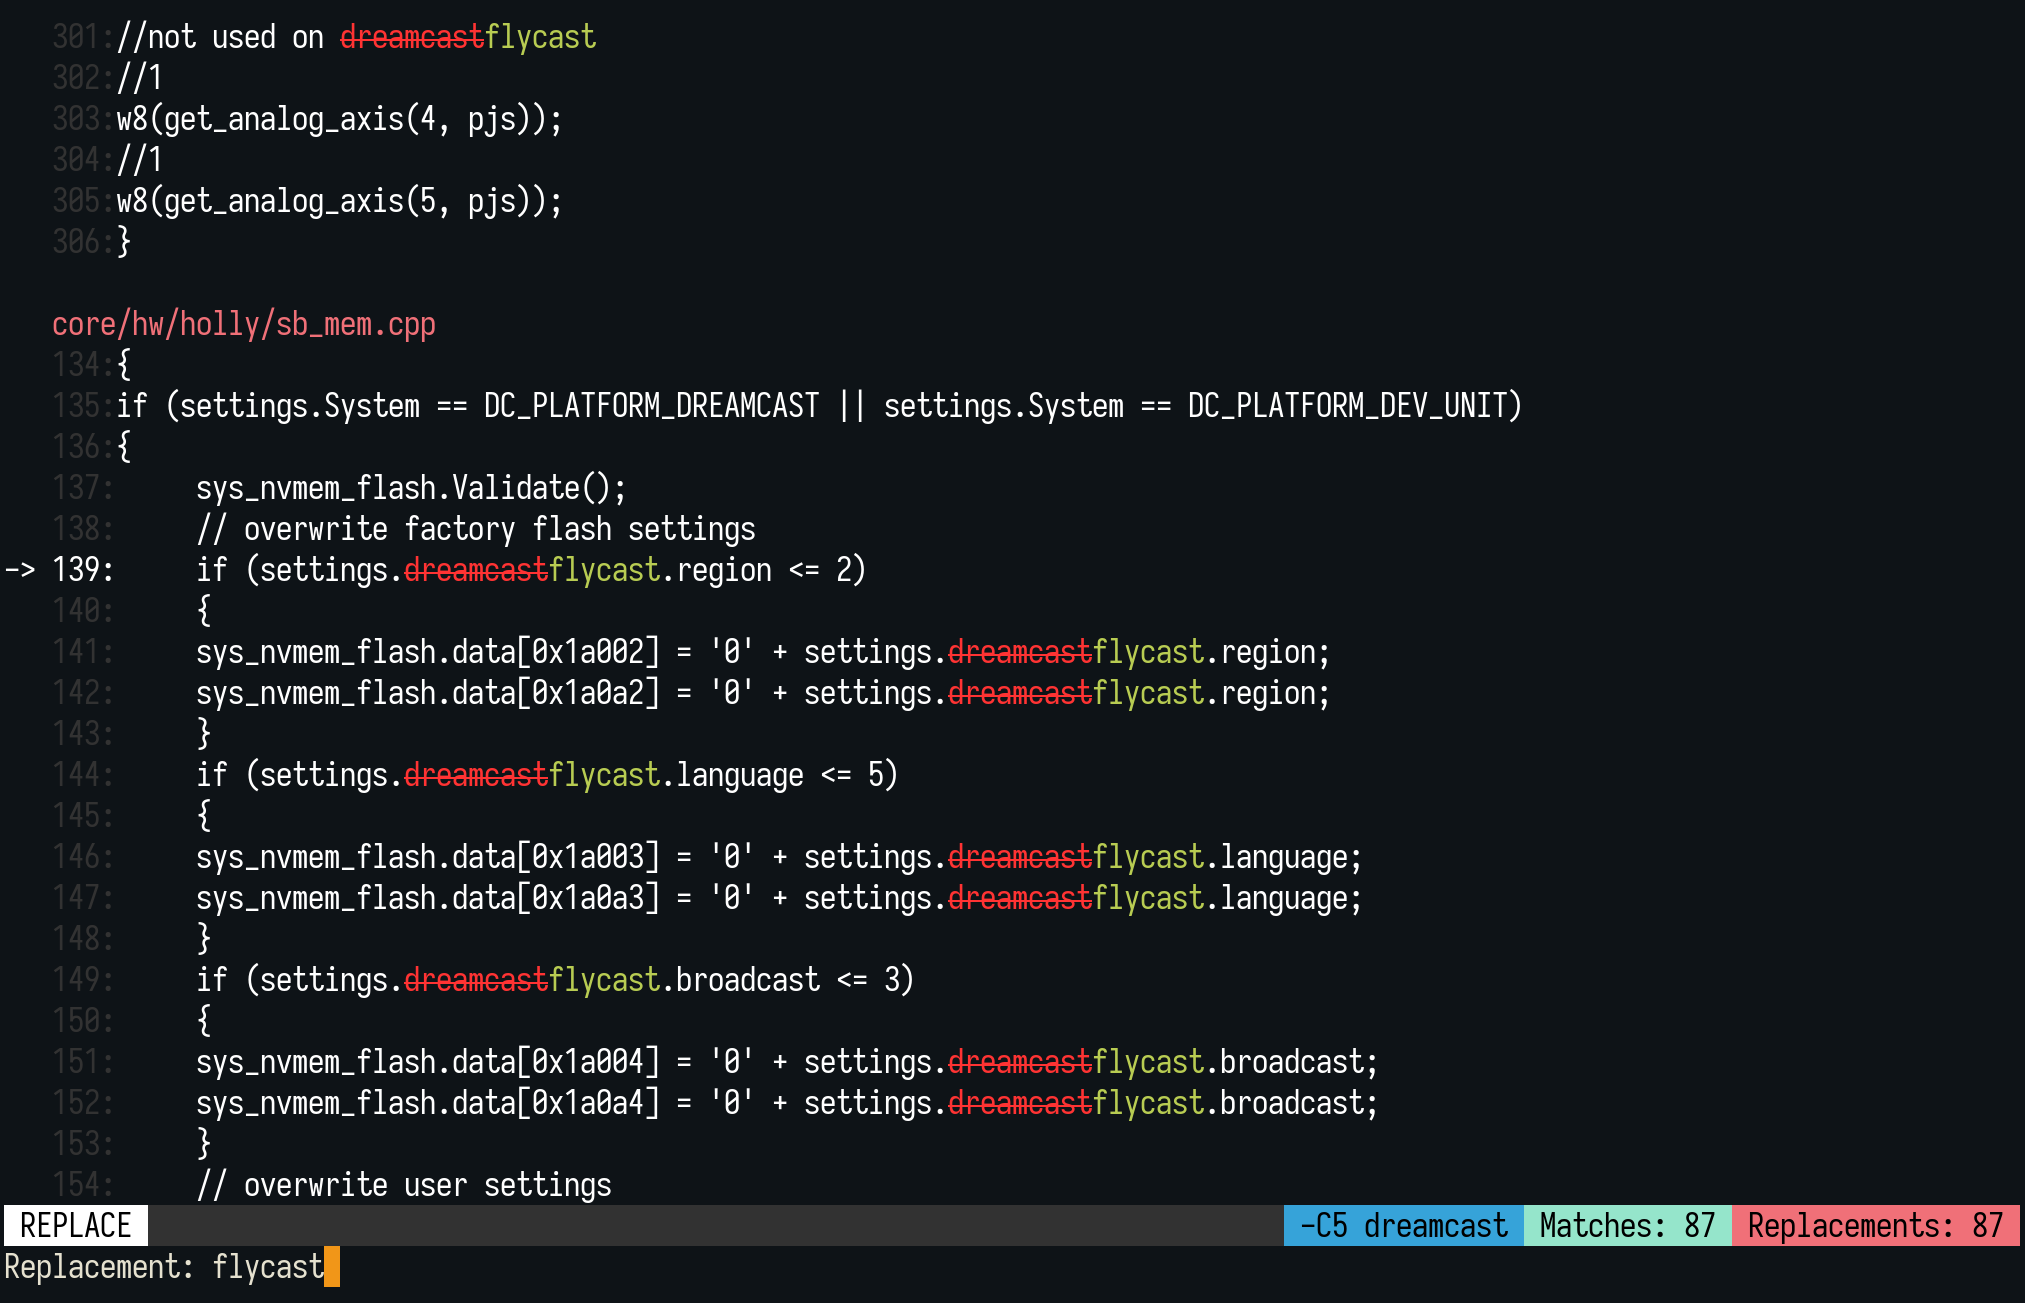 301://not used on dreamcastflycast
302://1
303:w8(get_analog_axis(4, pjs));
304://1
305:w8(get_analog_axis(5, pjs));
306:}
core/hw/holly/sb_mem.cpp
134:{
135:if (settings.System == DC_PLATFORM_DREAMCAST || settings.System == DC_PLATFORM_DEV_UNIT)
136:{
137:     sys_nvmem_flash.Validate();
138:     // overwrite factory flash settings
-> 139:     if (settings.dreamcastflycast.region <= 2)
140:     {
141:     sys_nvmem_flash.data[0x1a002] = '0' + settings.dreamcastflycast.region;
142:     sys_nvmem_flash.data[0x1a0a2] = '0' + settings.dreamcastflycast.region;
143:     }
144:     if (settings.dreamcastflycast.language <= 5)
145:     {
146:     sys_nvmem_flash.data[0x1a003] = '0' + settings.dreamcastflycast.language;
147:     sys_nvmem_flash.data[0x1a0a3] = '0' + settings.dreamcastflycast.language;
148:     }
149:     if (settings.dreamcastflycast.broadcast <= 3)
150:     {
151:     sys_nvmem_flash.data[0x1a004] = '0' + settings.dreamcastflycast.broadcast;
152:     sys_nvmem_flash.data[0x1a0a4] = '0' + settings.dreamcastflycast.broadcast;
153:     }
154:     // overwrite user settings
REPLACE -C5 dreamcast Matches: 87 Replacements: 87
Replacement: flycast